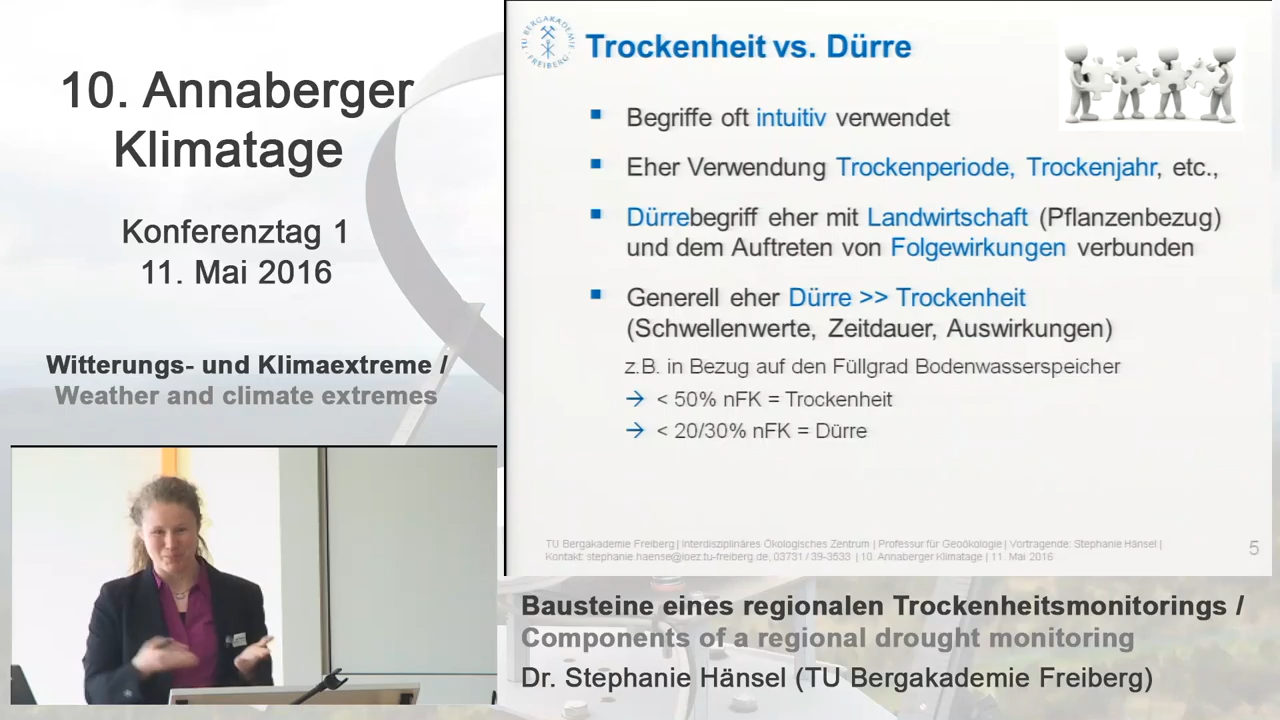 10. Annaberger
Klimatage
Konferenztag 1
11. Mai 2016
Witterungs- und Klimaextreme /
Weather and climate extremes
TU BERGAKADEMIE FREIBERG
Trockenheit vs. Dürre
Begriffe oft intuitiv verwendet
Eher Verwendung Trockenperiode, Trockenjahr, etc.,
Dürrebegriff eher mit Landwirtschaft (Pflanzenbezug)
und dem Auftreten von Folgewirkungen verbunden
Generell eher Dürre >> Trockenheit
(Schwellenwerte, Zeitdauer, Auswirkungen)
z.B. in Bezug auf den Füllgrad Bodenwasserspeicher
→ < 50% nFK = Trockenheit
→ < 20/30% nFK = Dürre
TU Bergakademie Freiberg | Interdisziplinäres Ökologisches Zentrum | Professur für Geoökologie | Vortragende: Stephanie Hänsel |
Kontakt: stephanie.haensel@ioez.tu-freiberg.de, 03731 / 39-3533 | 10. Annaberger Klimatage | 11. Mai 2016
5
Bausteine eines regionalen Trockenheitsmonitorings /
Components of a regional drought monitoring
Dr. Stephanie Hänsel (TU Bergakademie Freiberg)